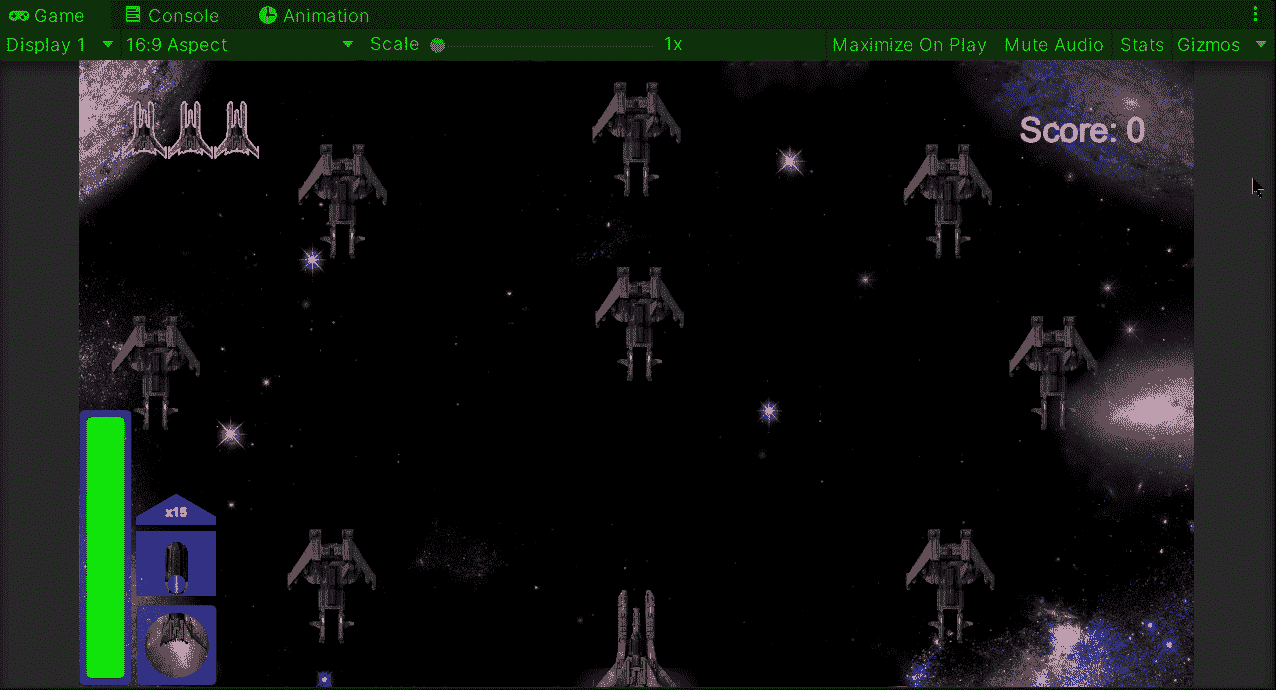 Game Console Animation
Display 1 16:9 Aspect Scale 1x Maximize On Play Mute Audio Stats Gizmos
Score: 0
x15